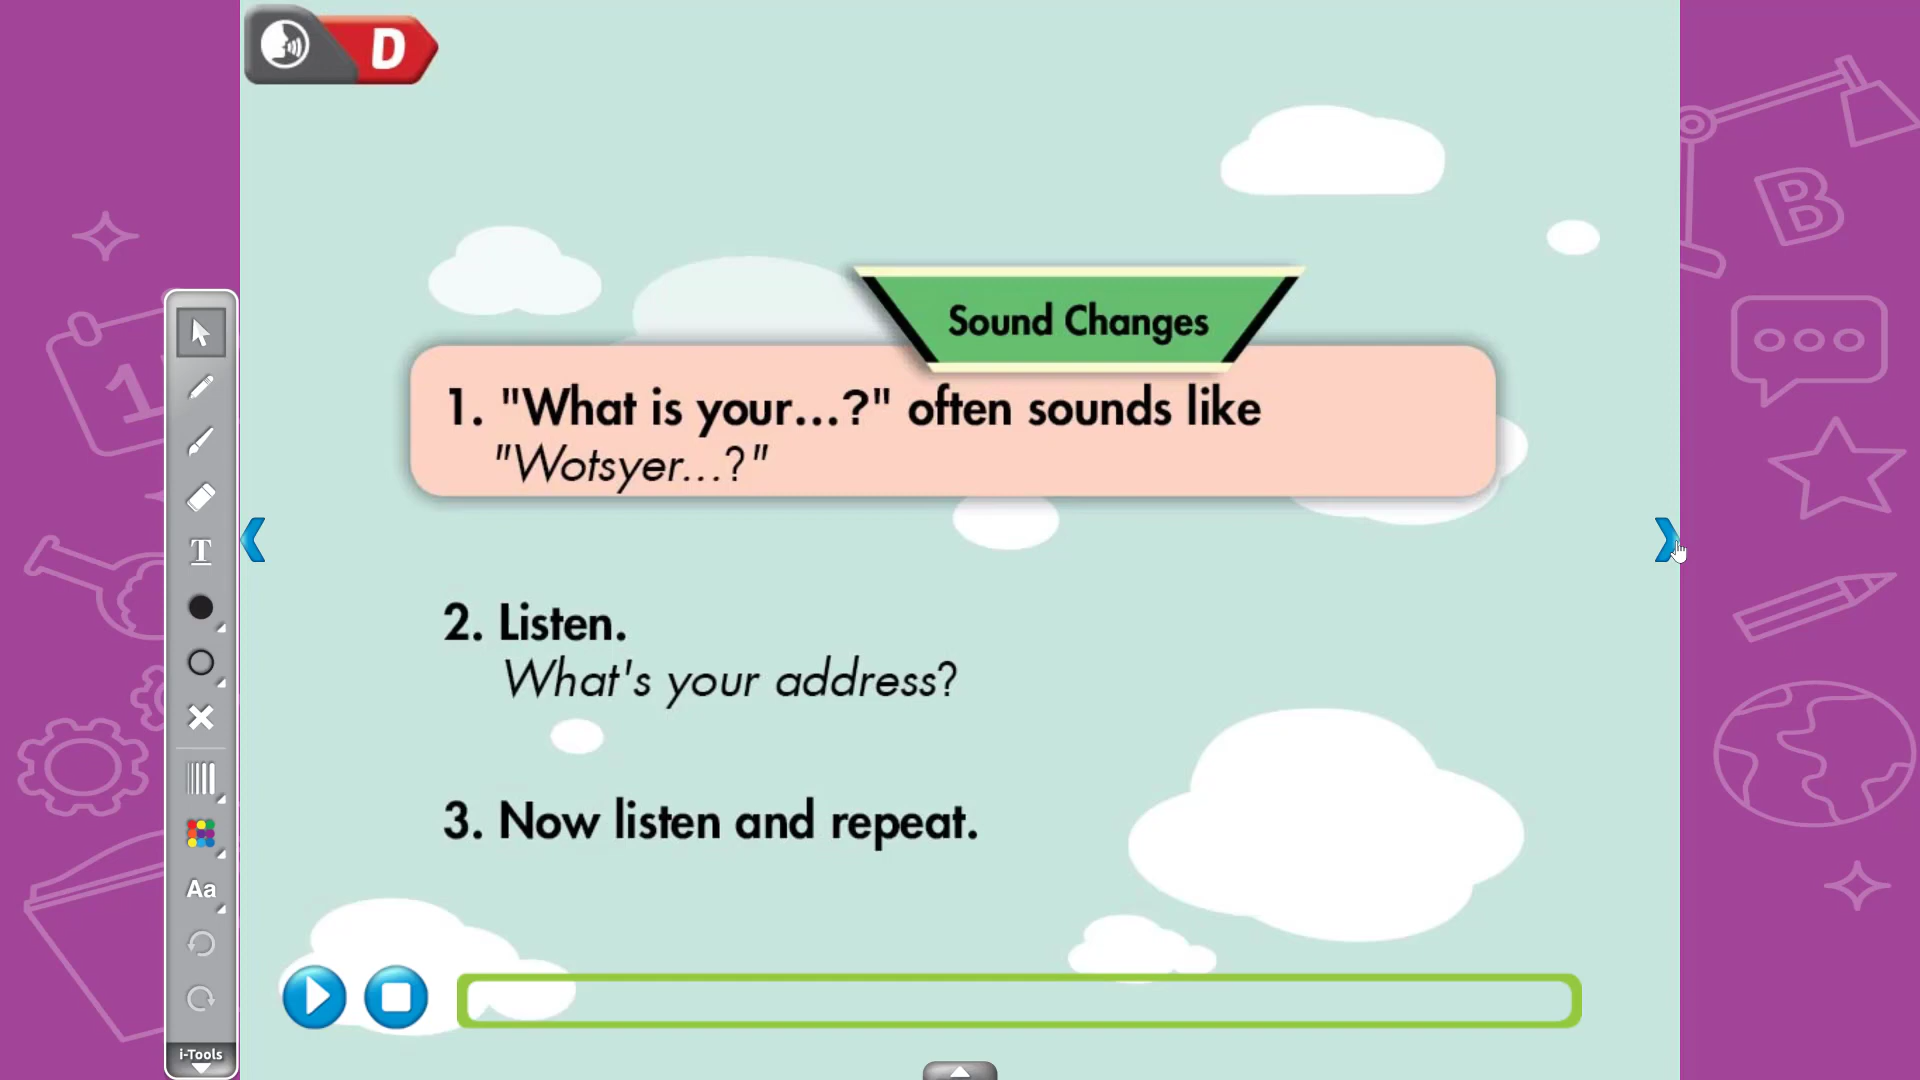 D
Sound Changes
1. "What is your...?" often sounds like
"Wotsyer...?"
2. Listen.
What's your address?
3. Now listen and repeat.
T
Aa
i-Tools
1
B